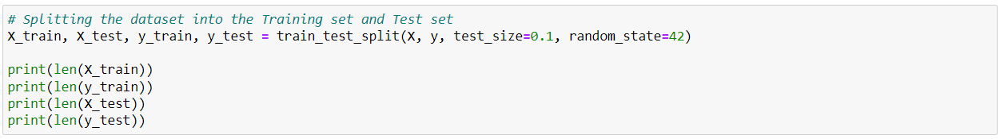 # Splitting the dataset into the Training set and Test set
X_train, X_test, y_train, y_test = train_test_split(X, y, test_size=0.1, random_state=42)
print(len(X_train))
print(len(y_train))
print(len(X_test))
print(len(y_test))